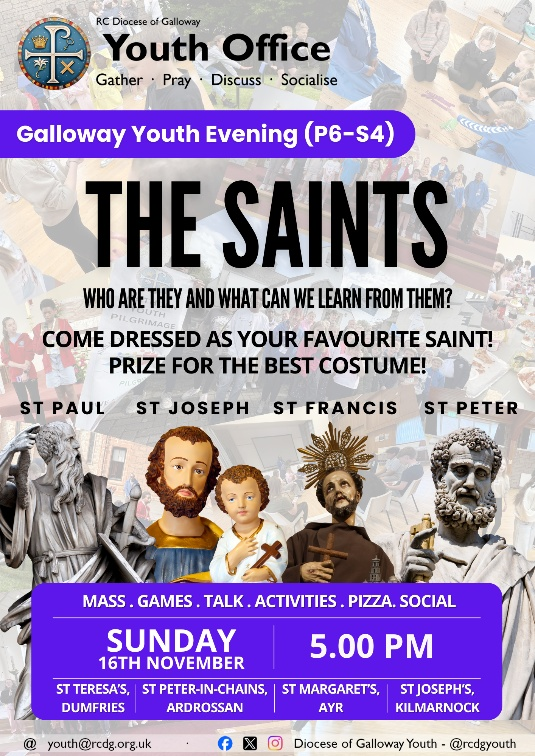 RC Diocese of Galloway
Youth Office
Gather · Pray · Discuss · Socialise
Galloway Youth Evening (P6-S4)
THE SAINTS
WHO ARE THEY AND WHAT CAN WE LEARN FROM THEM?
COME DRESSED AS YOUR FAVOURITE SAINT!
PRIZE FOR THE BEST COSTUME!
ST PAUL ST JOSEPH ST FRANCIS ST PETER
MASS . GAMES . TALK . ACTIVITIES . PIZZA. SOCIAL
SUNDAY
16TH NOVEMBER
5.00 PM
ST TERESA'S,
DUMFRIES
ST PETER-IN-CHAINS,
ARDROSSAN
ST MARGARET'S,
AYR
ST JOSEPH'S,
KILMARNOCK
@ youth@rcdg.org.uk · Diocese of Galloway Youth - @rcdgyouth